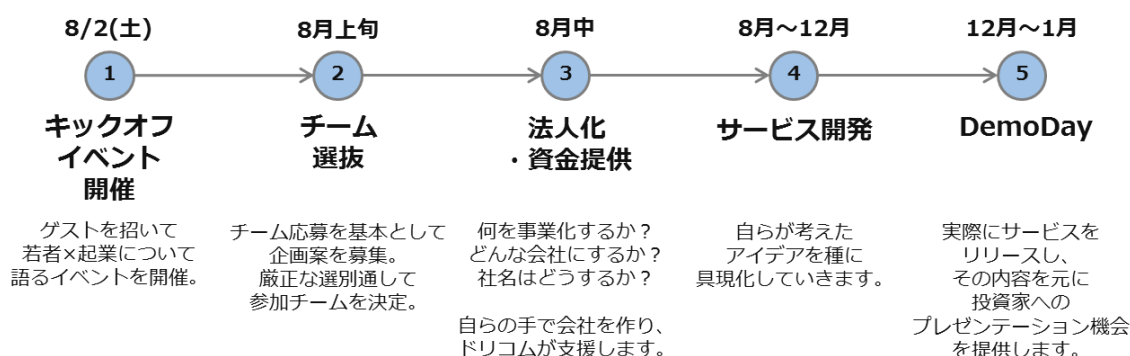 8/2(土)
1
キックオフ
イベント
開催
ゲストを招いて
若者×起業について
語るイベントを開催。
8月上旬
2
チーム
選抜
チーム応募を基本として
企画案を募集。
厳正な選別通して
参加チームを決定。
8月中
3
法人化
・資金提供
何を事業化するか？
どんな会社にするか？
社名はどうするか？
自らの手で会社を作り、
ドリコムが支援します。
8月～12月
4
サービス開発
自らが考えた
アイデアを種に
具現化していきます。
12月～1月
5
DemoDay
実際にサービスを
リリースし、
その内容を元に
投資家への
プレゼンテーション機会
を提供します。